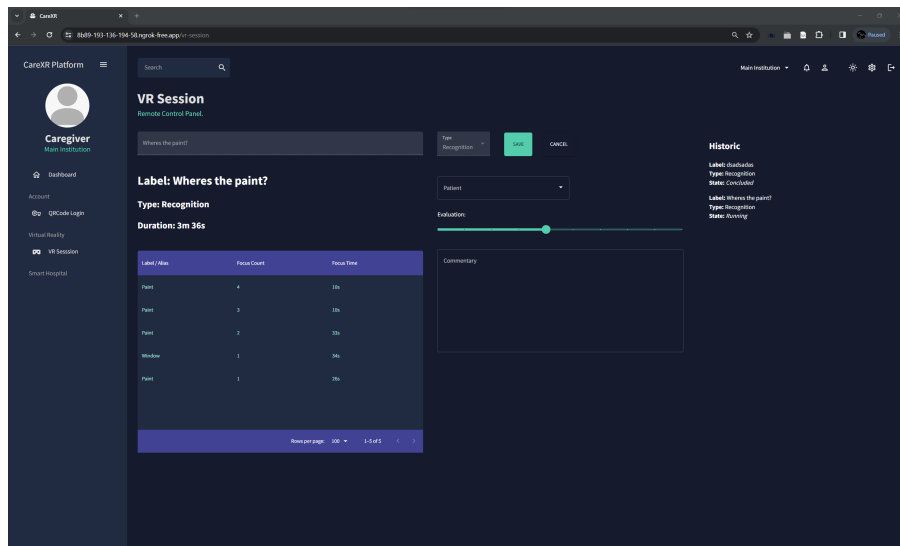 CareXR
8b89-193-136-194-58.ngrok-free.app/vr-session
Paused
CareXR Platform
Search
Main Institution
VR Session
Remote Control Panel.
Caregiver
Main Institution
Wheres the paint?
Type
Recognition
SAVE
CANCEL
Historic
Label: dsadsadas
Type: Recognition
State: Concluded
Label: Wheres the paint?
Type: Recognition
State: Running
Dashboard
Account
QRCode Login
Virtual Reality
VR Sesssion
Smart Hospital
Label: Wheres the paint?
Type: Recognition
Duration: 3m 36s
Patient
Evaluation:
Commentary
Label / Alias Focus Count Focus Time
Paint 4 10s
Paint 3 10s
Paint 2 33s
Window 1 34s
Paint 1 26s
Rows per page: 100 1-5 of 5